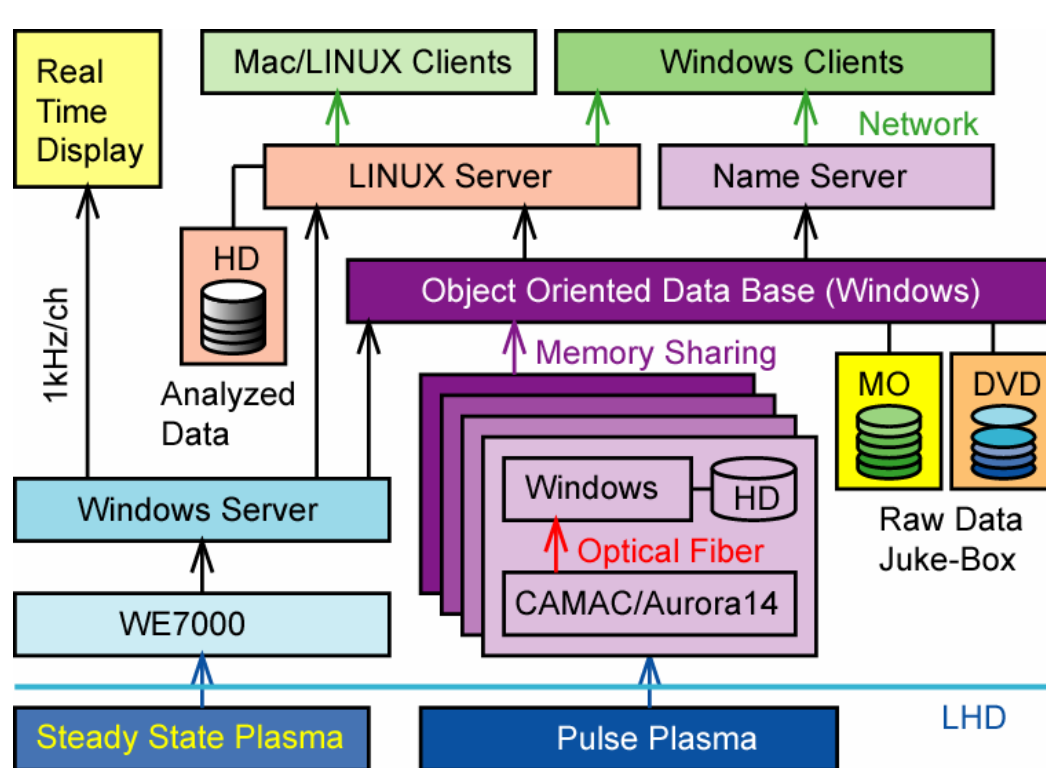 Real
Time
Display
Mac/LINUX Clients
Windows Clients
Network
LINUX Server
Name Server
HD
Object Oriented Data Base (Windows)
1kHz/ch
Analyzed
Data
Memory Sharing
MO
DVD
Windows Server
Windows
HD
Raw Data
Juke-Box
Optical Fiber
CAMAC/Aurora14
WE7000
LHD
Steady State Plasma
Pulse Plasma